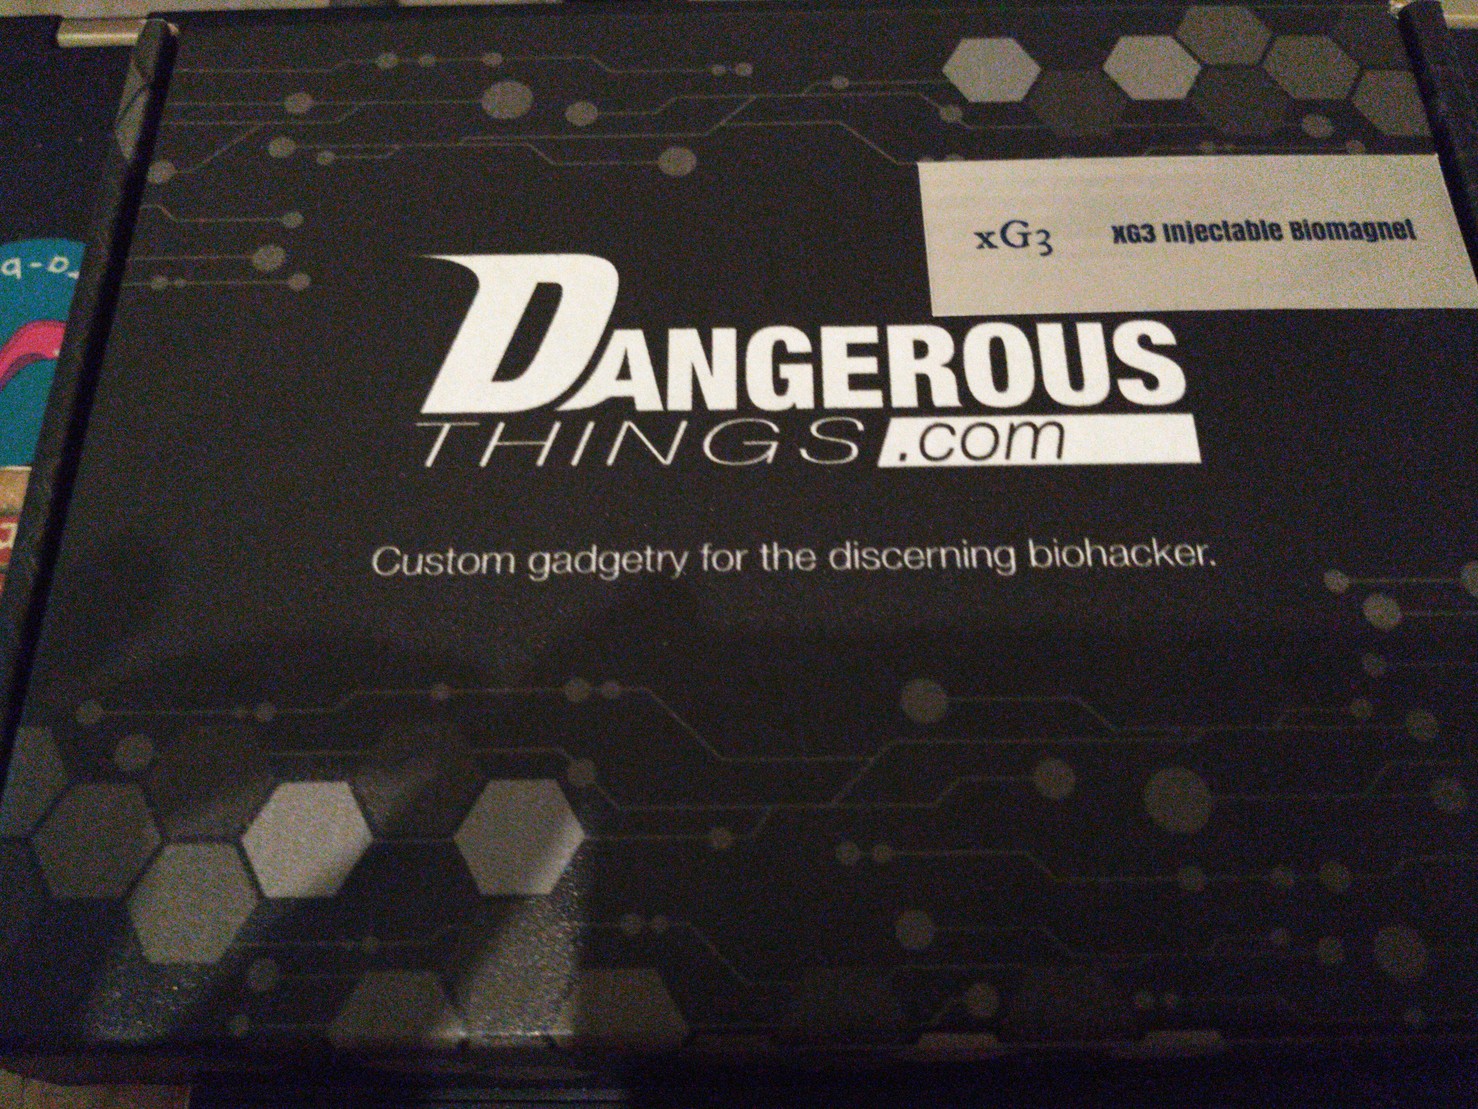 xG3 XG3 Injectable Biomagnet
DANGEROUS
THINGS.com
Custom gadgetry for the discerning biohacker.
a-b